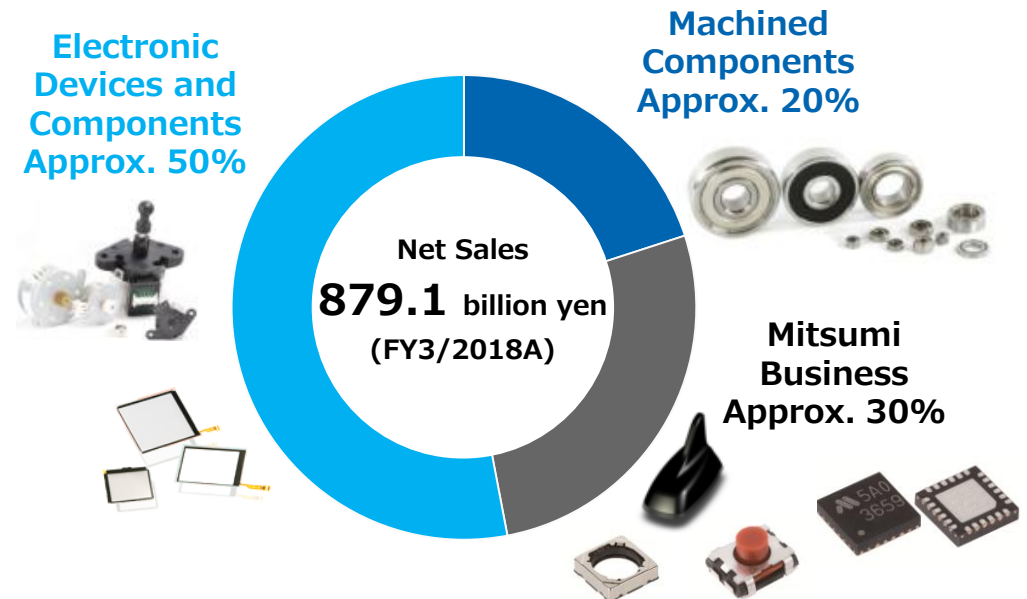 Electronic
Devices and
Components
Approx. 50%
Machined
Components
Approx. 20%
Net Sales
879.1 billion yen
(FY3/2018A)
Mitsumi
Business
Approx. 30%
5A0
3659